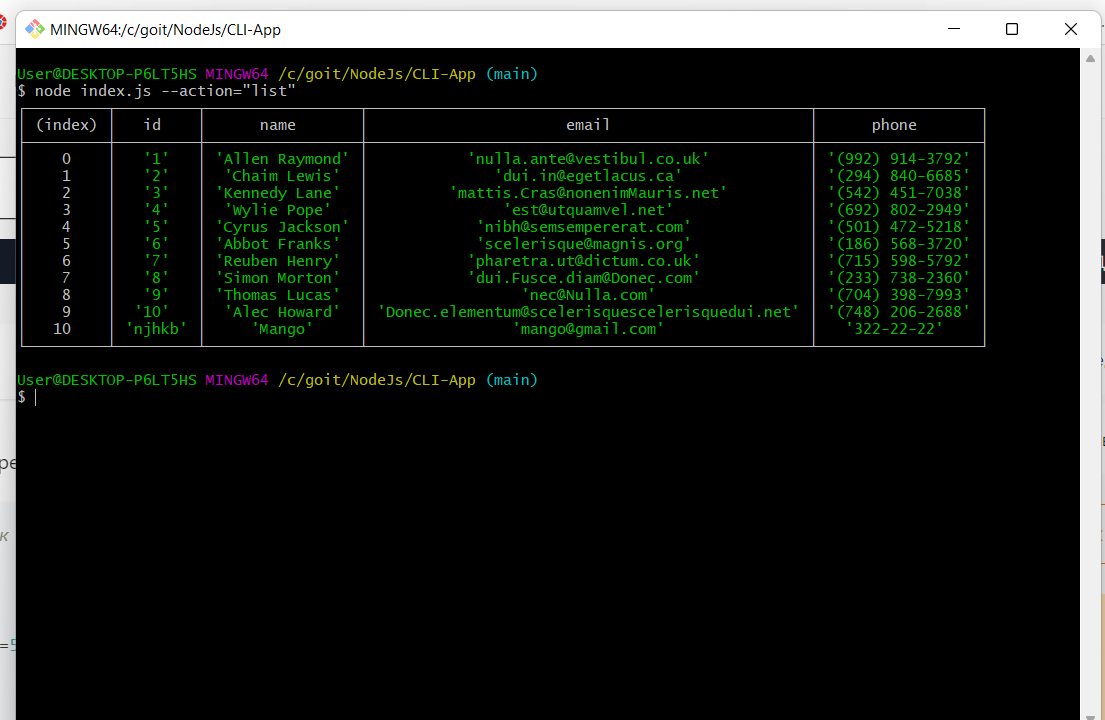 MINGW64:/c/goit/NodeJs/CLI-App
User@DESKTOP-P6LT5HS MINGW64 /c/goit/NodeJs/CLI-App (main)
$ node index.js --action="list"
(index) id name email phone
0 '1' 'Allen Raymond' 'nulla.ante@vestibul.co.uk' '(992) 914-3792'
1 '2' 'Chaim Lewis' 'dui.in@egetlacus.ca' '(294) 840-6685'
2 '3' 'Kennedy Lane' 'mattis.Cras@nonenimMauris.net' '(542) 451-7038'
3 '4' 'Wylie Pope' 'est@utquamvel.net' '(692) 802-2949'
4 '5' 'Cyrus Jackson' 'nibh@semsempererat.com' '(501) 472-5218'
5 '6' 'Abbot Franks' 'scelerisque@magnis.org' '(186) 568-3720'
6 '7' 'Reuben Henry' 'pharetra.ut@dictum.co.uk' '(715) 598-5792'
7 '8' 'Simon Morton' 'dui.Fusce.diam@Donec.com' '(233) 738-2360'
8 '9' 'Thomas Lucas' 'nec@Nulla.com' '(704) 398-7993'
9 '10' 'Alec Howard' 'Donec.elementum@scelerisquescelerisquedui.net' '(748) 206-2688'
10 'njhkb' 'Mango' 'mango@gmail.com' '322-22-22'
User@DESKTOP-P6LT5HS MINGW64 /c/goit/NodeJs/CLI-App (main)
$